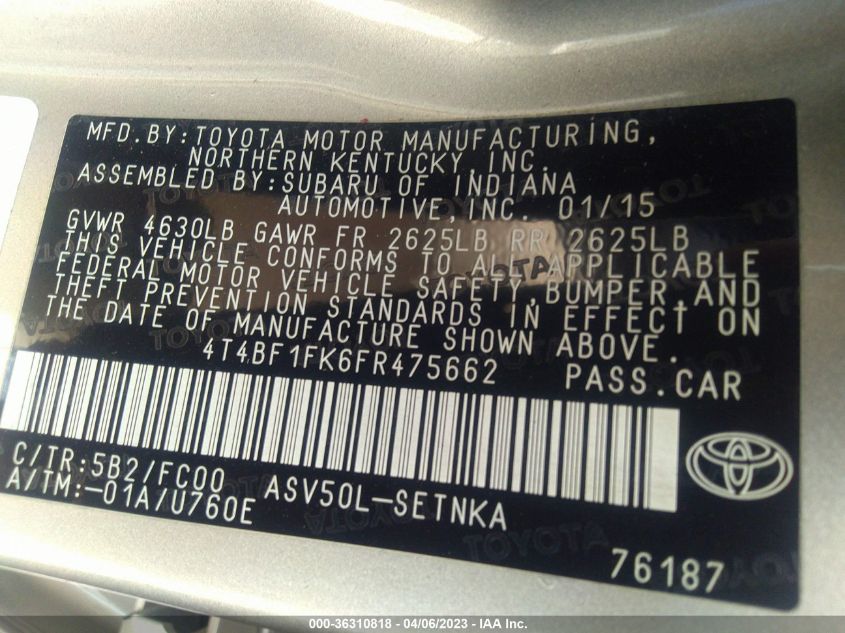 MFD.BY:TOYOTA MOTOR MANUFACTURING,
NORTHERN KENTUCKY,INC.
ASSEMBLED BY:SUBARU OF INDIANA
AUTOMOTIVE,INC. 01/15
GVWR 4630LB GAWR FR 2625LB RR 2625LB
THIS VEHICLE CONFORMS TO ALL APPLICABLE
FEDERAL MOTOR VEHICLE SAFETY,BUMPER,AND
THEFT PREVENTION STANDARDS IN EFFECT ON
THE DATE OF MANUFACTURE SHOWN ABOVE.
4T4BF1FK6FR475662 PASS.CAR
C/TR:5B2/FC00 ASV50L-SETNKA
A/TM:-01A/U760E
76187
000-36310818 - 04/06/2023 - IAA Inc.